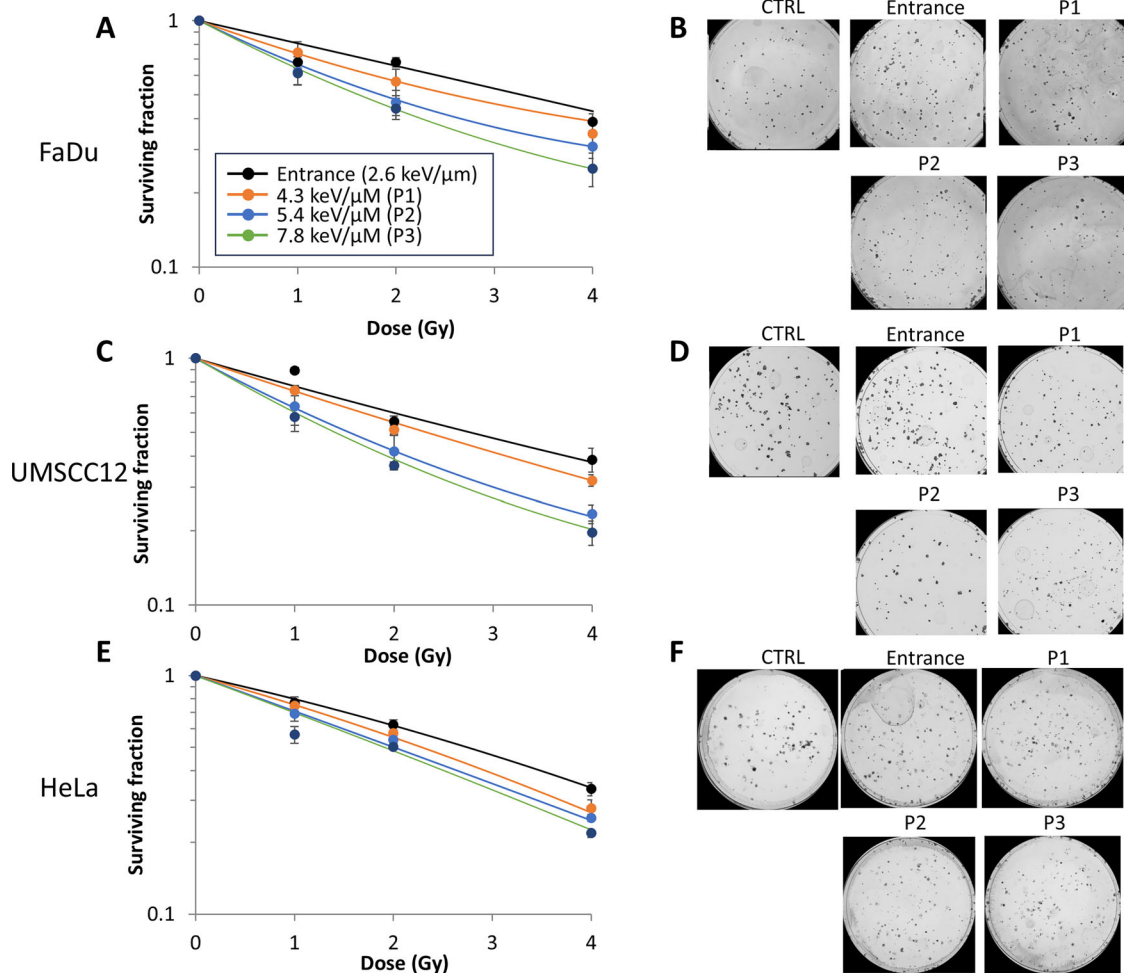 A
1
0.1
Surviving fraction
FaDu
Entrance (2.6 keV/μm)
4.3 keV/μM (P1)
5.4 keV/μM (P2)
7.8 keV/μM (P3)
0 1 2 3 4
Dose (Gy)
B
CTRL Entrance P1
P2 P3
C
1
0.1
Surviving fraction
UMSCC12
0 1 2 3 4
Dose (Gy)
D
CTRL Entrance P1
P2 P3
E
1
0.1
Surviving fraction
HeLa
0 1 2 3 4
Dose (Gy)
F
CTRL Entrance P1
P2 P3